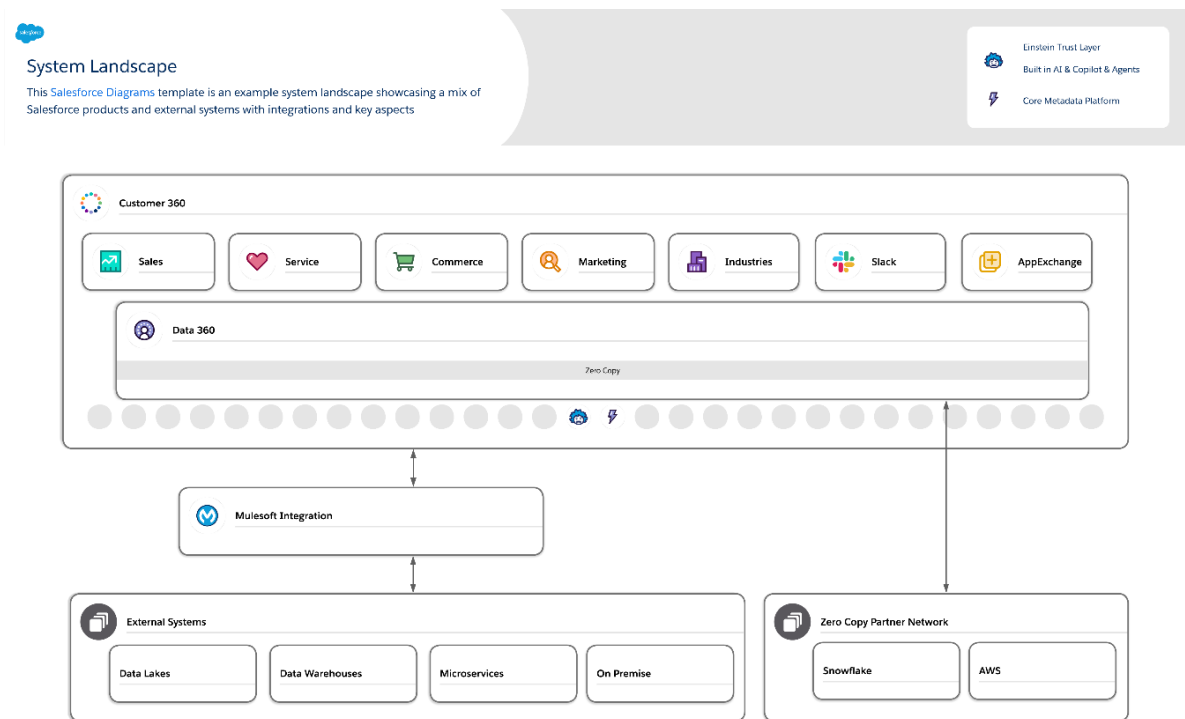 salesforce
System Landscape
This Salesforce Diagrams template is an example system landscape showcasing a mix of
Salesforce products and external systems with integrations and key aspects
Einstein Trust Layer
Built in AI & Copilot & Agents
Core Metadata Platform
Customer 360
Sales
Service
Commerce
Marketing
Industries
Slack
AppExchange
Data 360
Zero Copy
Mulesoft Integration
External Systems
Data Lakes
Data Warehouses
Microservices
On Premise
Zero Copy Partner Network
Snowflake
AWS